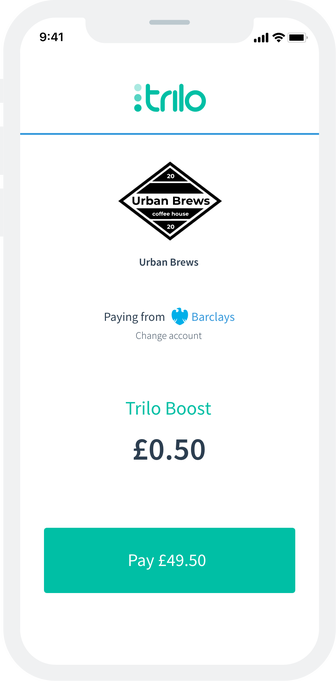 9:41
trilo
20
Urban Brews
coffee house
20
Urban Brews
Paying from Barclays
Change account
Trilo Boost
£0.50
Pay £49.50